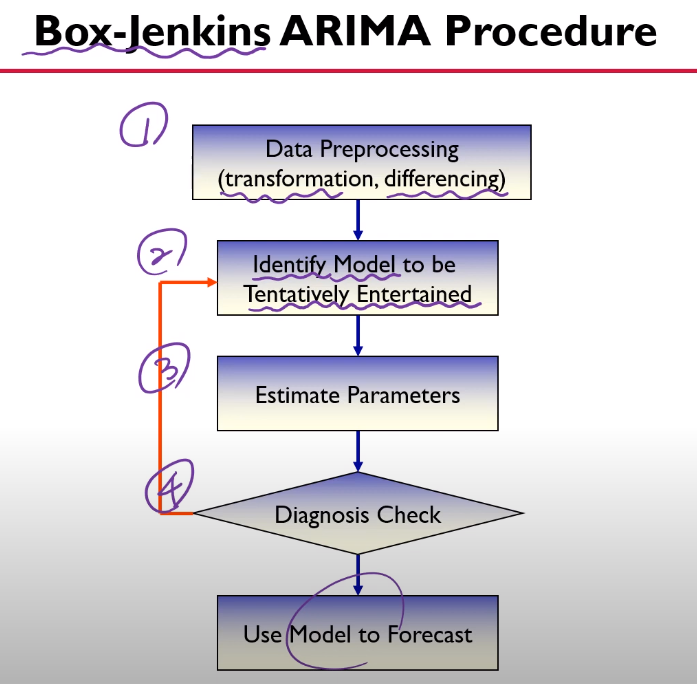 Box-Jenkins ARIMA Procedure
1
Data Preprocessing
(transformation, differencing)
2
Identify Model to be
Tentatively Entertained
3
Estimate Parameters
4
Diagnosis Check
Use Model to Forecast